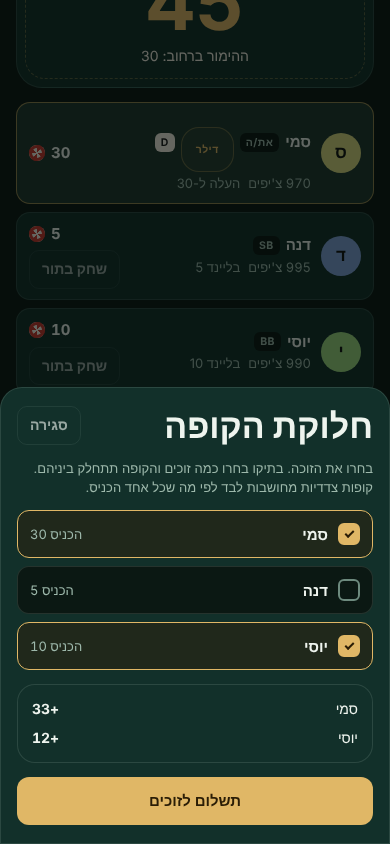 45
ההימור ברחוב: 30
ס
סמי את/ה דילר D
970 צ'יפים העלה ל-30
30
ד
דנה SB
995 צ'יפים בליינד 5
5
שחק בתור
י
יוסי BB
990 צ'יפים בליינד 10
10
שחק בתור
חלוקת הקופה
סגירה
בחרו את הזוכה. בתיקו בחרו כמה זוכים והקופה תתחלק ביניהם.
קופות צדדיות מחושבות לבד לפי מה שכל אחד הכניס.
סמי הכניס 30
דנה הכניס 5
יוסי הכניס 10
סמי +33
יוסי +12
תשלום לזוכים